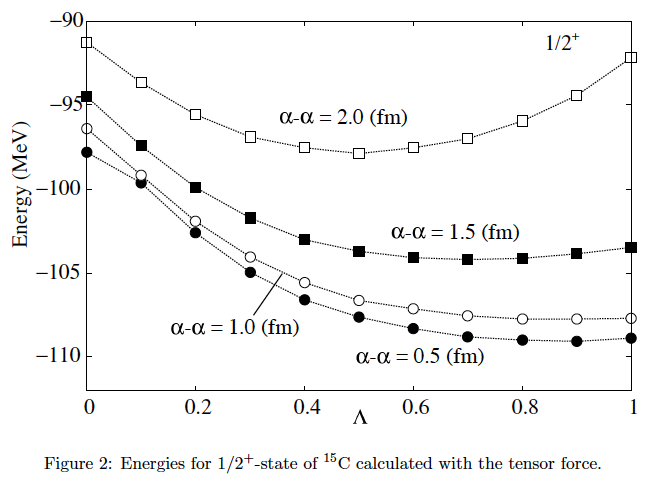 −90
1/2⁺
−95
α-α = 2.0 (fm)
Energy (MeV)
−100
α-α = 1.5 (fm)
−105
α-α = 1.0 (fm)
α-α = 0.5 (fm)
−110
0 0.2 0.4 0.6 0.8 1
Λ
Figure 2: Energies for 1/2⁺-state of ¹⁵C calculated with the tensor force.